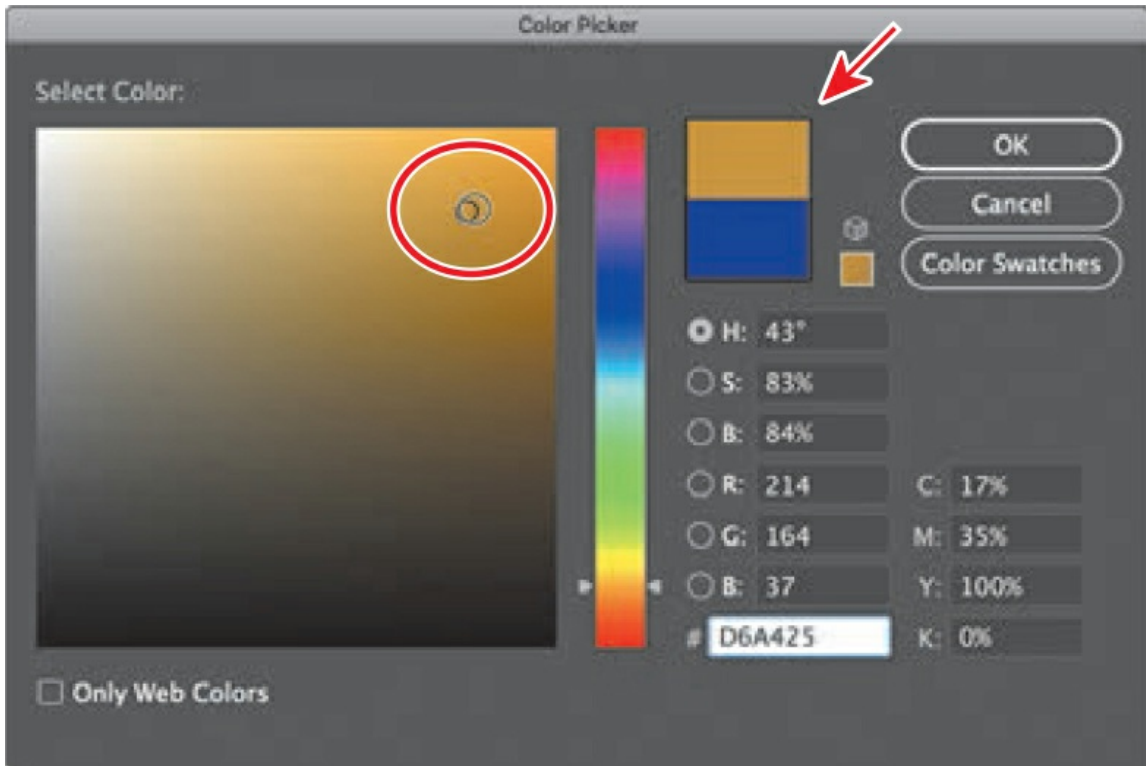 Color Picker
Select Color:
OK
Cancel
Color Swatches
H: 43°
S: 83%
B: 84%
R: 214 C: 17%
G: 164 M: 35%
B: 37 Y: 100%
# D6A425 K: 0%
Only Web Colors